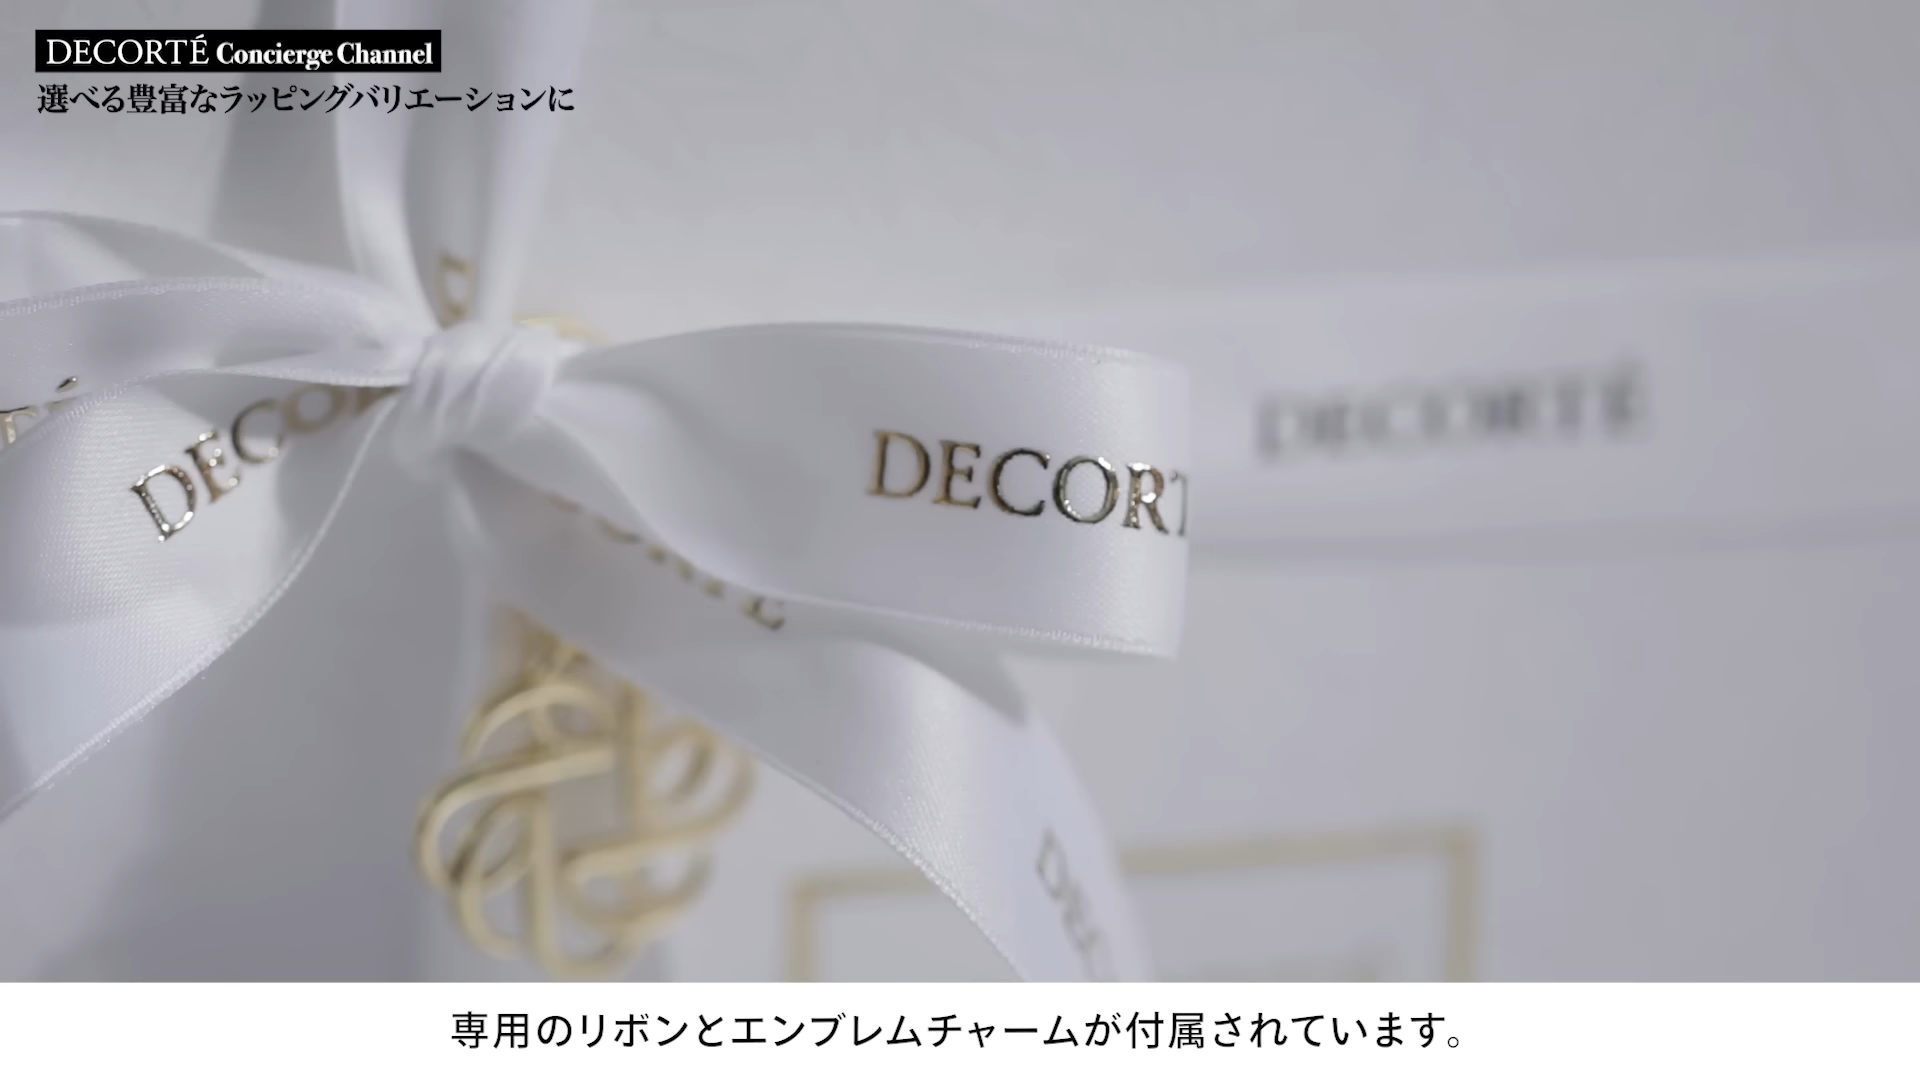 DECORTÉ Concierge Channel
選べる豊富なラッピングバリエーションに
DECORT
DECORTÉ
DECO
専用のリボンとエンブレムチャームが付属されています。